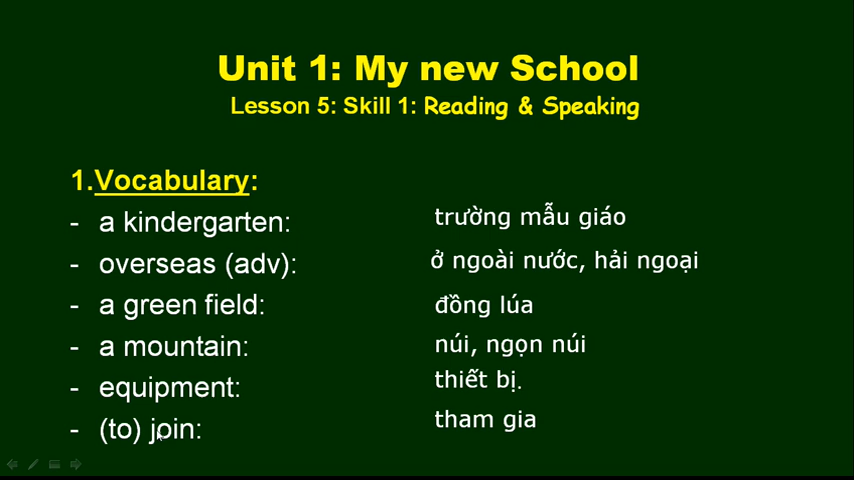 Unit 1: My new School
Lesson 5: Skill 1: Reading & Speaking
1.Vocabulary:
- a kindergarten: trường mẫu giáo
- overseas (adv): ở ngoài nước, hải ngoại
- a green field: đồng lúa
- a mountain: núi, ngọn núi
- equipment: thiết bị.
- (to) join: tham gia